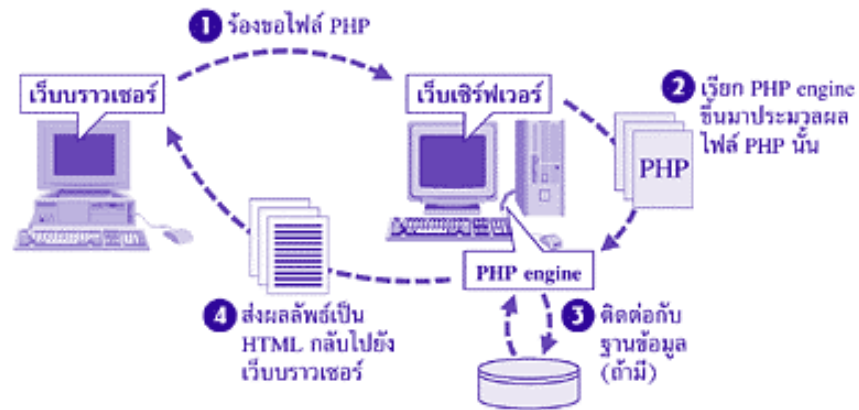 1 ร้องขอไฟล์ PHP
เว็บบราวเซอร์
เว็บเซิร์ฟเวอร์
2 เรียก PHP engine
ขึ้นมาประมวลผล
ไฟล์ PHP นั้น
PHP
PHP engine
3 ติดต่อกับ
ฐานข้อมูล
(ถ้ามี)
4 ส่งผลลัพธ์เป็น
HTML กลับไปยัง
เว็บบราวเซอร์